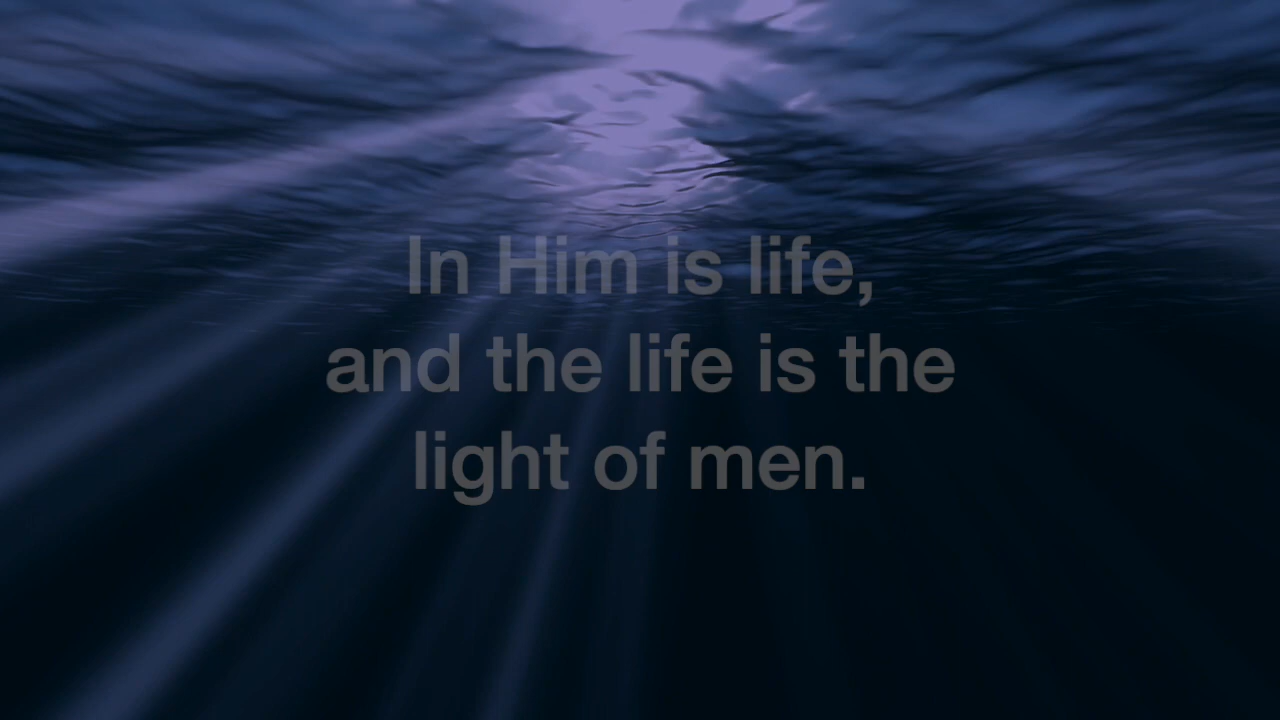 In Him is life,
and the life is the
light of men.